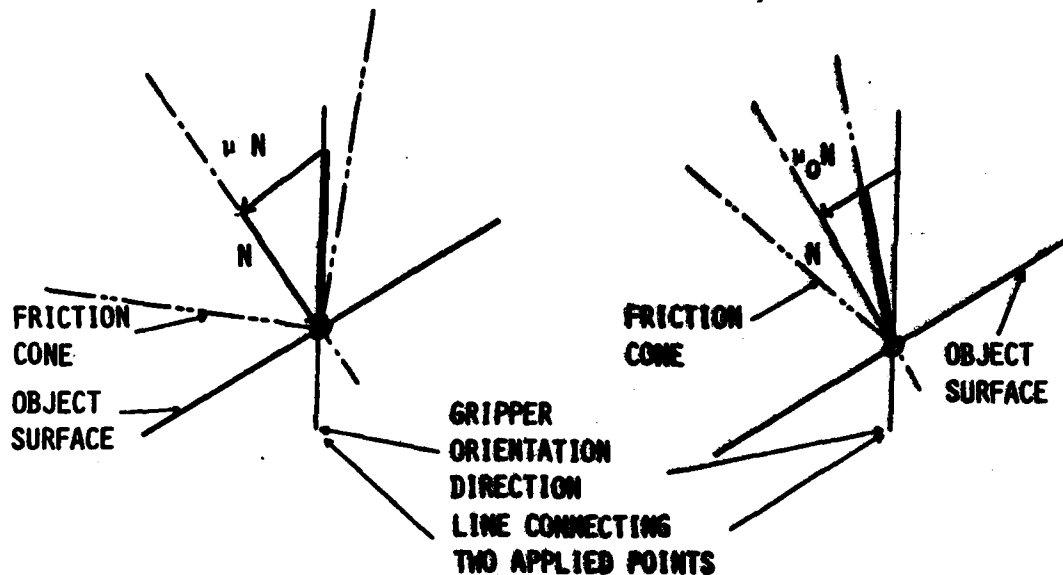 μ N
N
FRICTION
CONE
OBJECT
SURFACE
GRIPPER
ORIENTATION
DIRECTION
LINE CONNECTING
TWO APPLIED POINTS
μ₀N
N
FRICTION
CONE
OBJECT
SURFACE